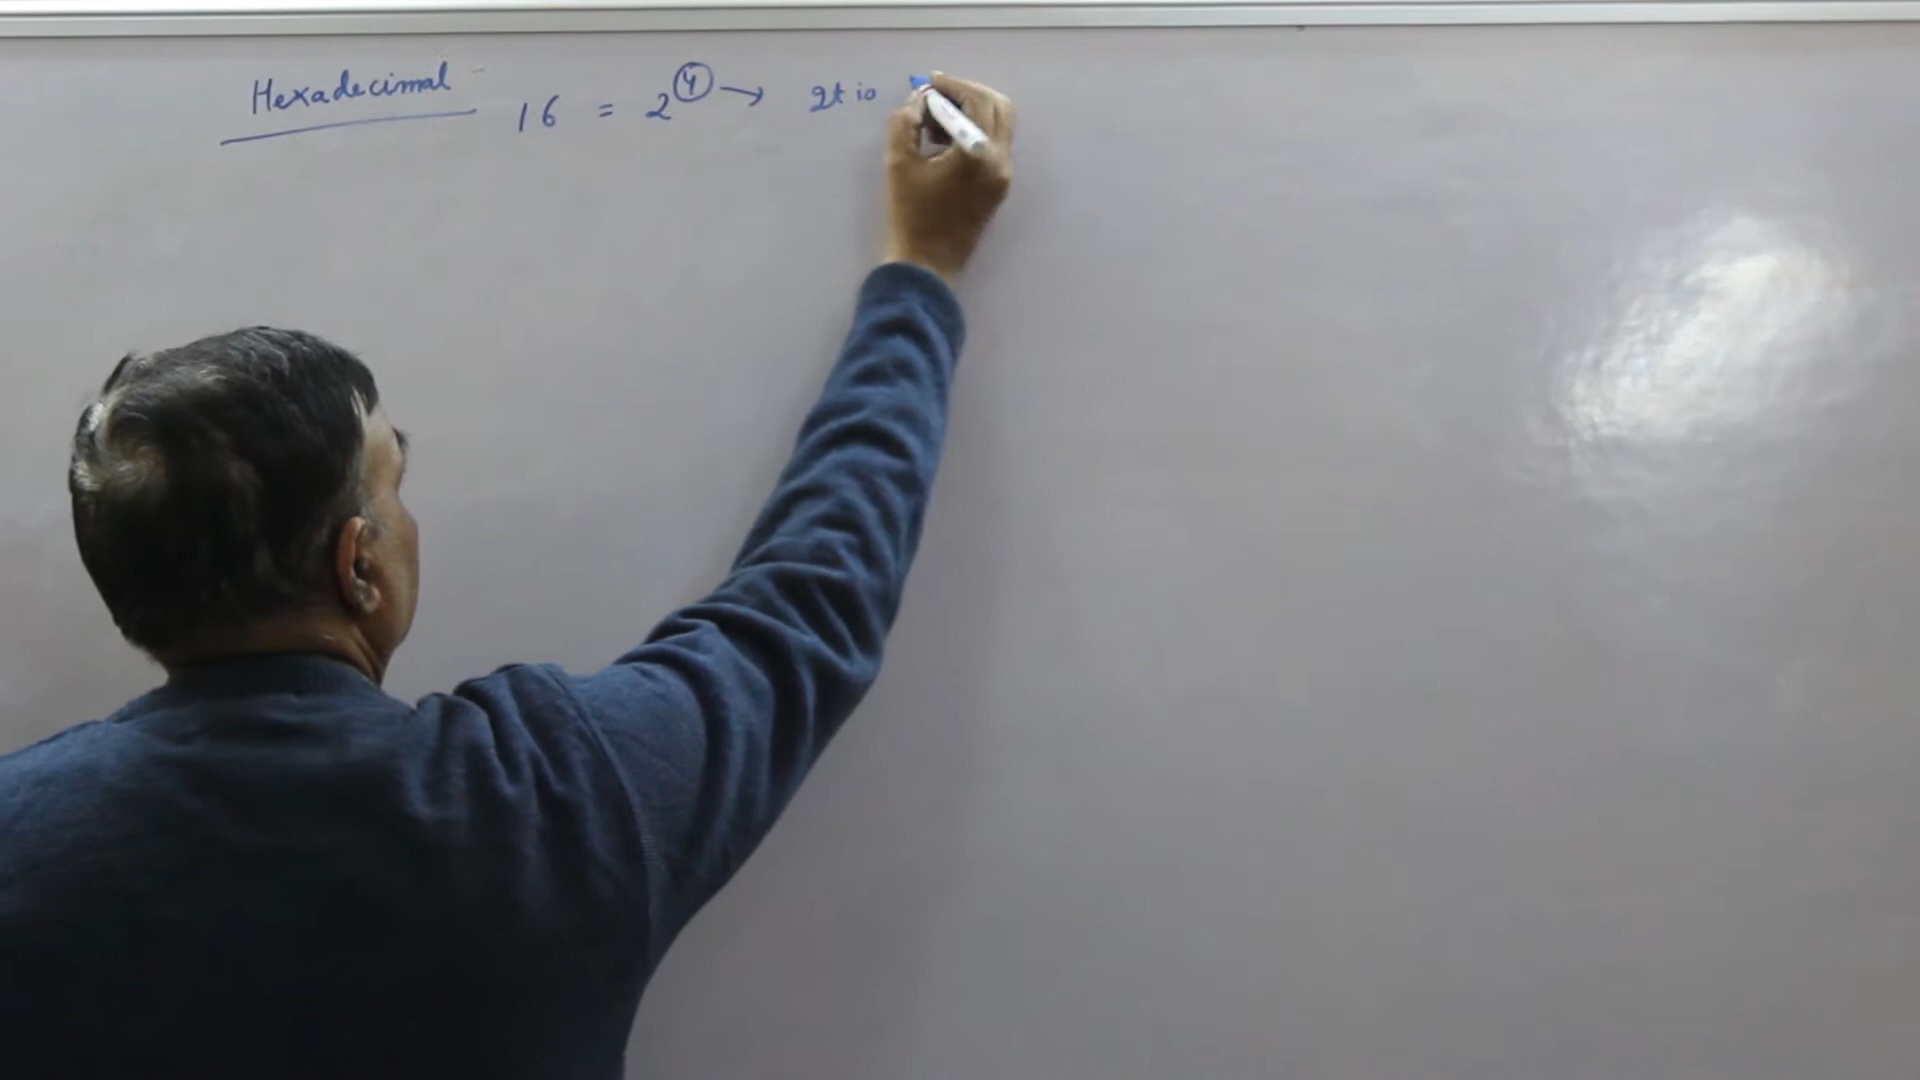 Hexadecimal 16 = 2⁴ → It is